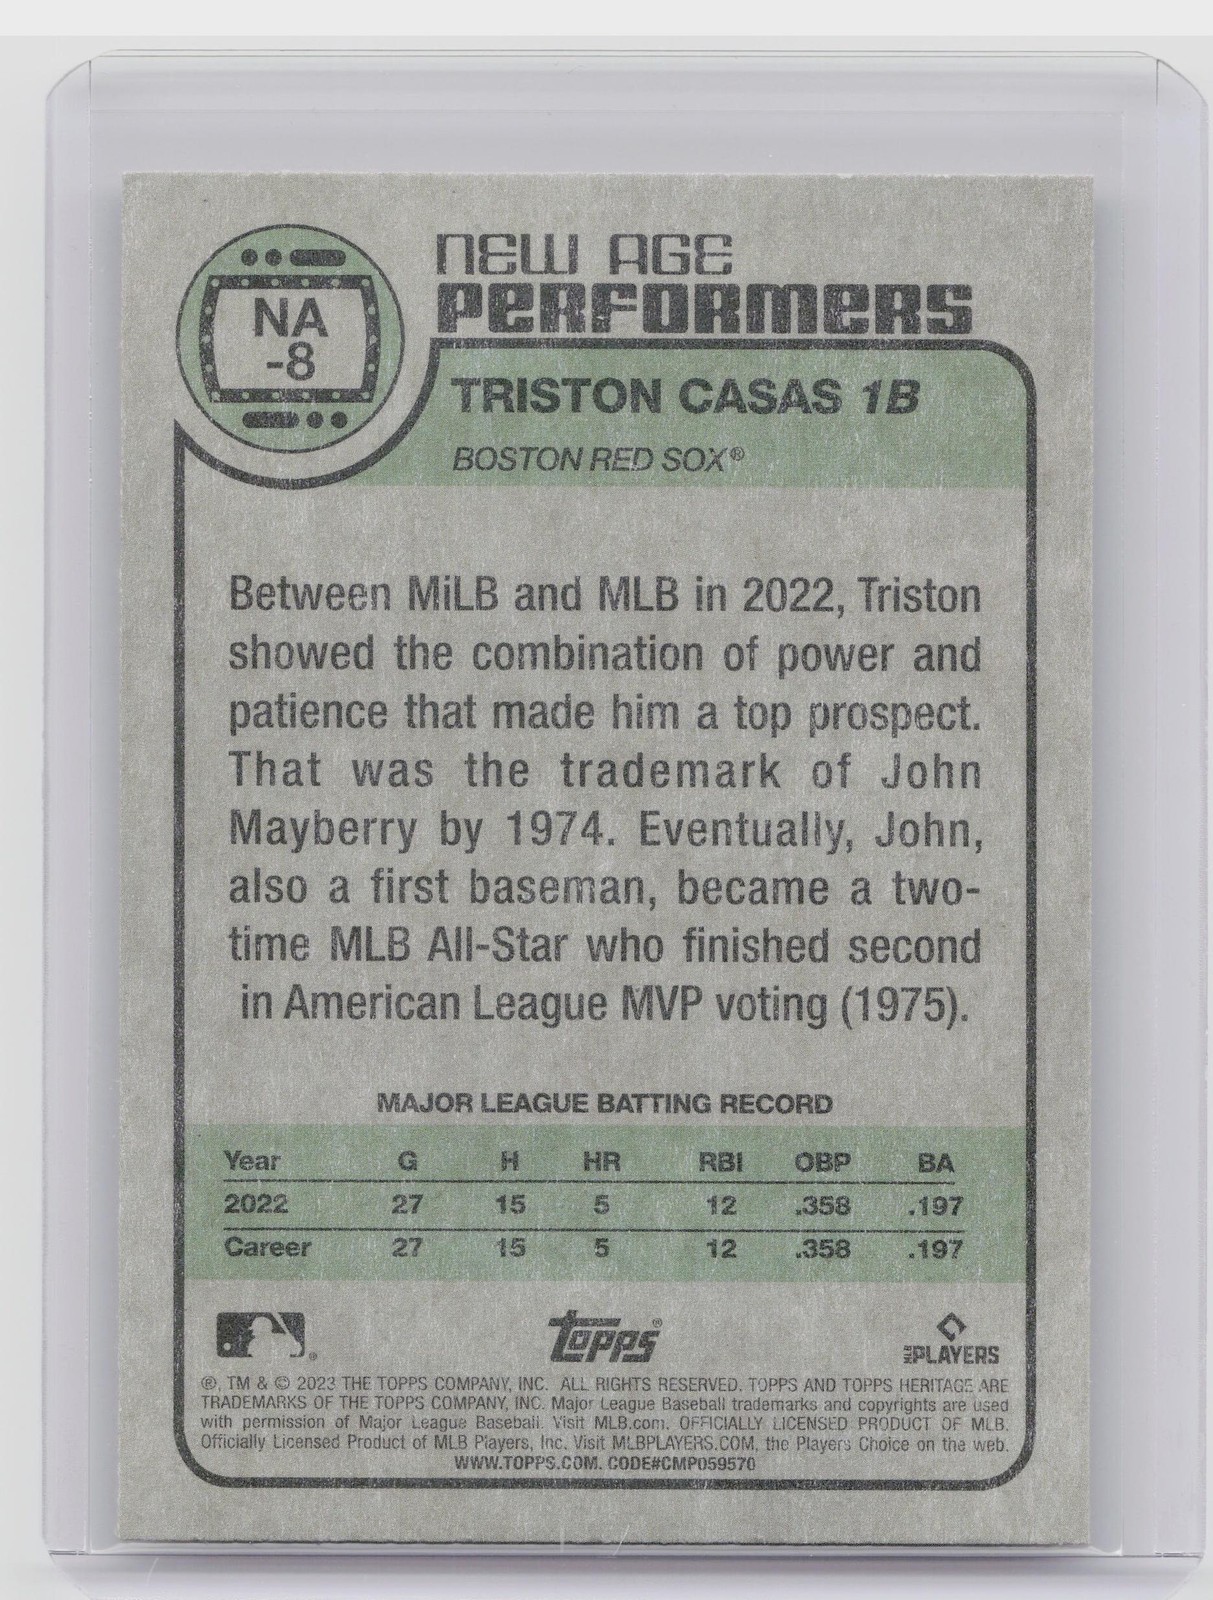 NEW AGE
PERFORMERS
NA
-8
TRISTON CASAS 1B
BOSTON RED SOX®
Between MiLB and MLB in 2022, Triston
showed the combination of power and
patience that made him a top prospect.
That was the trademark of John
Mayberry by 1974. Eventually, John,
also a first baseman, became a two-
time MLB All-Star who finished second
in American League MVP voting (1975).
MAJOR LEAGUE BATTING RECORD
Year G H HR RBI OBP BA
2022 27 15 5 12 .358 .197
Career 27 15 5 12 .358 .197
Topps® MLB PLAYERS
®, TM & © 2023 THE TOPPS COMPANY, INC. ALL RIGHTS RESERVED. TOPPS AND TOPPS HERITAGE ARE
TRADEMARKS OF THE TOPPS COMPANY, INC. Major League Baseball trademarks and copyrights are used
with permission of Major League Baseball. Visit MLB.com. OFFICIALLY LICENSED PRODUCT OF MLB.
Officially Licensed Product of MLB Players, Inc. Visit MLBPLAYERS.COM, the Players Choice on the web.
WWW.TOPPS.COM. CODE#CMP059570